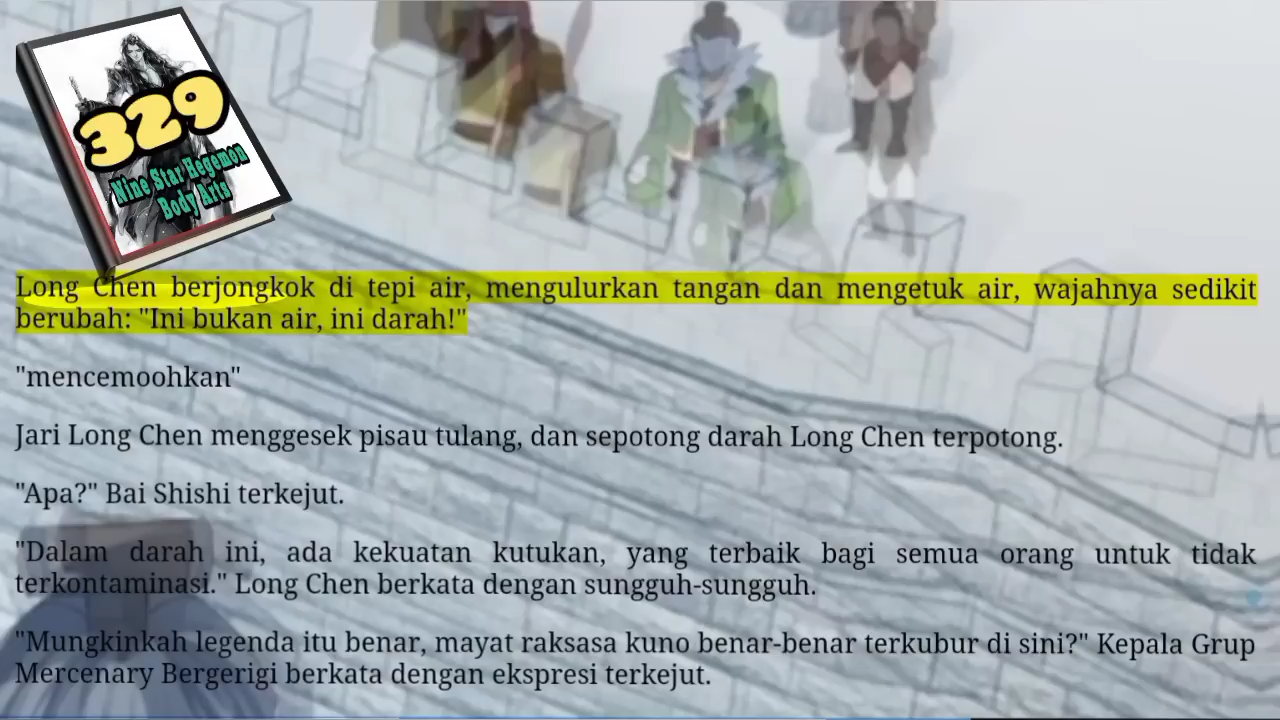 329
Nine Star Hegemon
Body Arts
Long Chen berjongkok di tepi air, mengulurkan tangan dan mengetuk air, wajahnya sedikit
berubah: "Ini bukan air, ini darah!"
"mencemoohkan"
Jari Long Chen menggesek pisau tulang, dan sepotong darah Long Chen terpotong.
"Apa?" Bai Shishi terkejut.
"Dalam darah ini, ada kekuatan kutukan, yang terbaik bagi semua orang untuk tidak
terkontaminasi." Long Chen berkata dengan sungguh-sungguh.
"Mungkinkah legenda itu benar, mayat raksasa kuno benar-benar terkubur di sini?" Kepala Grup
Mercenary Bergerigi berkata dengan ekspresi terkejut.